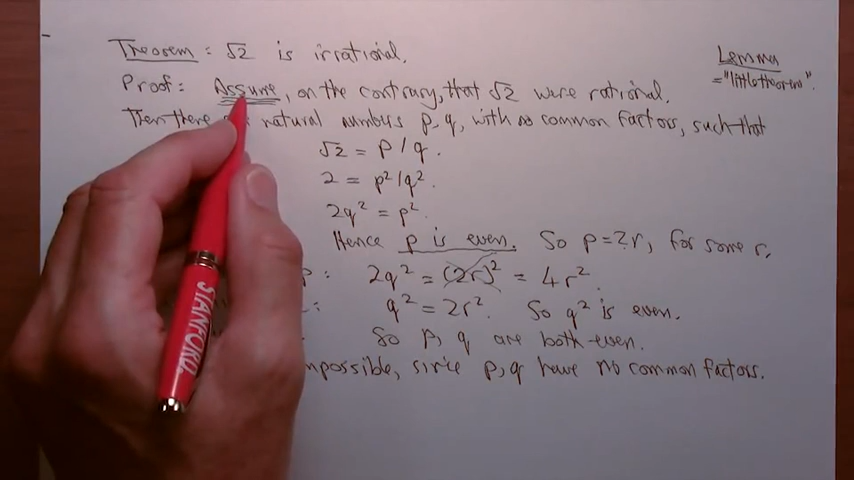 Theorem: √2 is irrational.
Lemma
= "little theorem".
Proof: Assume, on the contrary, that √2 were rational.
Then there natural numbers p, q, with no common factors, such that
√2 = p/q.
2 = p²/q².
2q² = p².
Hence p is even. So p=2r, for some r.
p: 2q² = (2r)² = 4r².
: q² = 2r². So q² is even.
So p, q are both even.
mpossible, since p, q have no common factors.
STANFORD